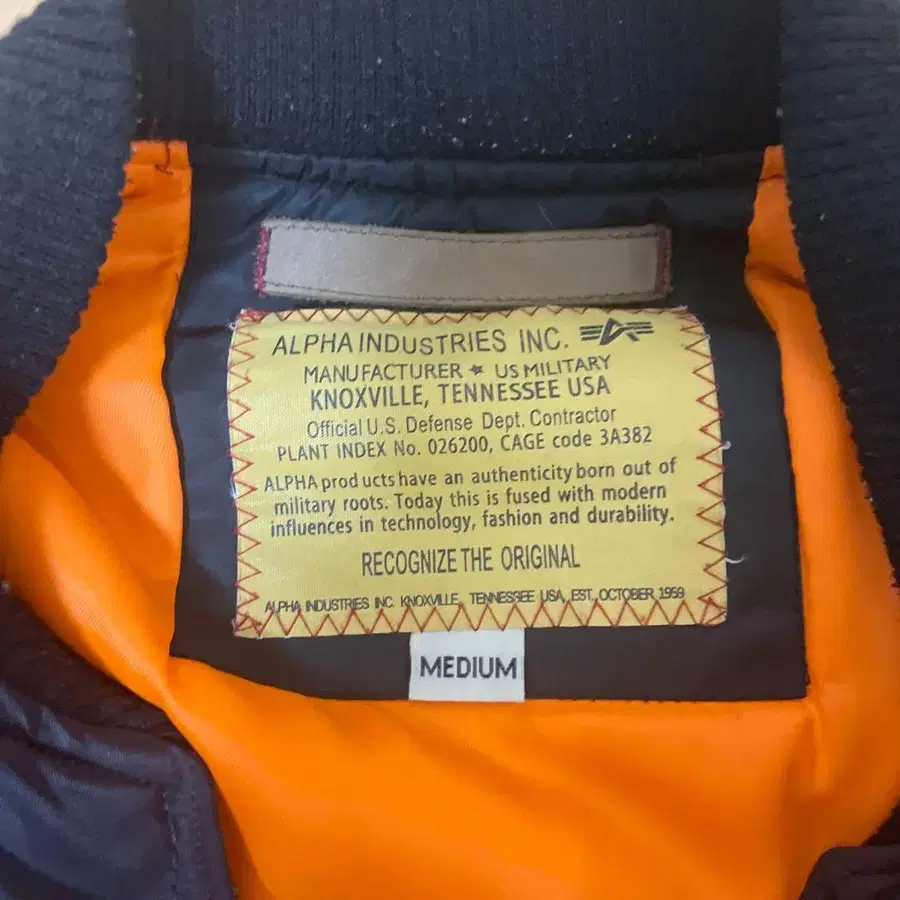 ALPHA INDUSTRIES INC.
MANUFACTURER ★ US MILITARY
KNOXVILLE, TENNESSEE USA
Official U.S. Defense Dept. Contractor
PLANT INDEX No. 026200, CAGE code 3A382
ALPHA products have an authenticity born out of
military roots. Today this is fused with modern
influences in technology, fashion and durability.
RECOGNIZE THE ORIGINAL
ALPHA INDUSTRIES INC. KNOXVILLE, TENNESSEE USA, EST. OCTOBER 1959
MEDIUM